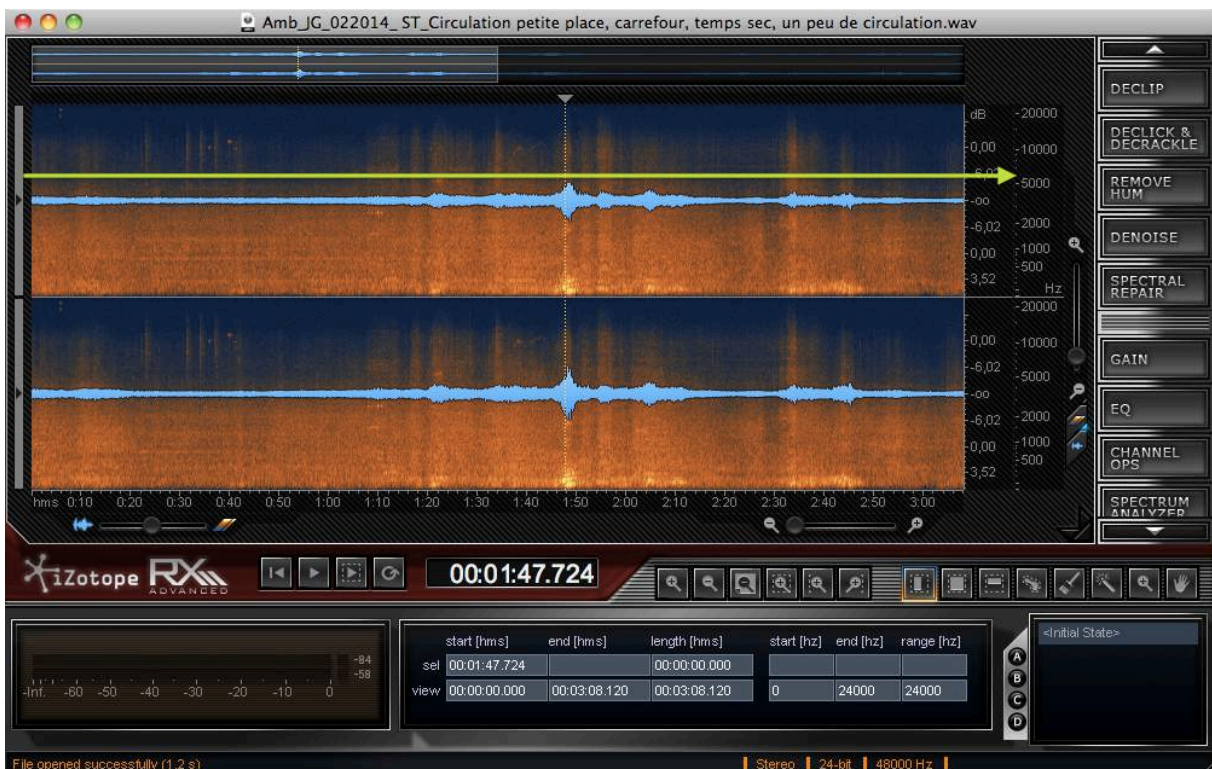 Amb_JG_022014_ ST_Circulation petite place, carrefour, temps sec, un peu de circulation.wav
DECLIP
DECLICK &
DECRACKLE
REMOVE
HUM
DENOISE
SPECTRAL
REPAIR
GAIN
EQ
CHANNEL
OPS
SPECTRUM
ANALYZER
dB
-0,00
-oo
-6,02
-0,00
-3,52
-20000
-10000
-5000
-2000
-1000
-500
Hz
-0,00
-6,02
-oo
-6,02
-0,00
-3,52
-20000
-10000
-5000
-2000
-1000
-500
hms 0:10 0:20 0:30 0:40 0:50 1:00 1:10 1:20 1:30 1:40 1:50 2:00 2:10 2:20 2:30 2:40 2:50 3:00
iZotope RX
ADVANCED
00:01:47.724
-84
-58
-Inf. -60 -50 -40 -30 -20 -10 0
start [hms] end [hms] length [hms] start [hz] end [hz] range [hz]
sel 00:01:47.724 00:00:00.000
view 00:00:00.000 00:03:08.120 00:03:08.120 0 24000 24000
A
B
C
D
<Initial State>
File opened successfully (1.2 s)
Stereo 24-bit 48000 Hz